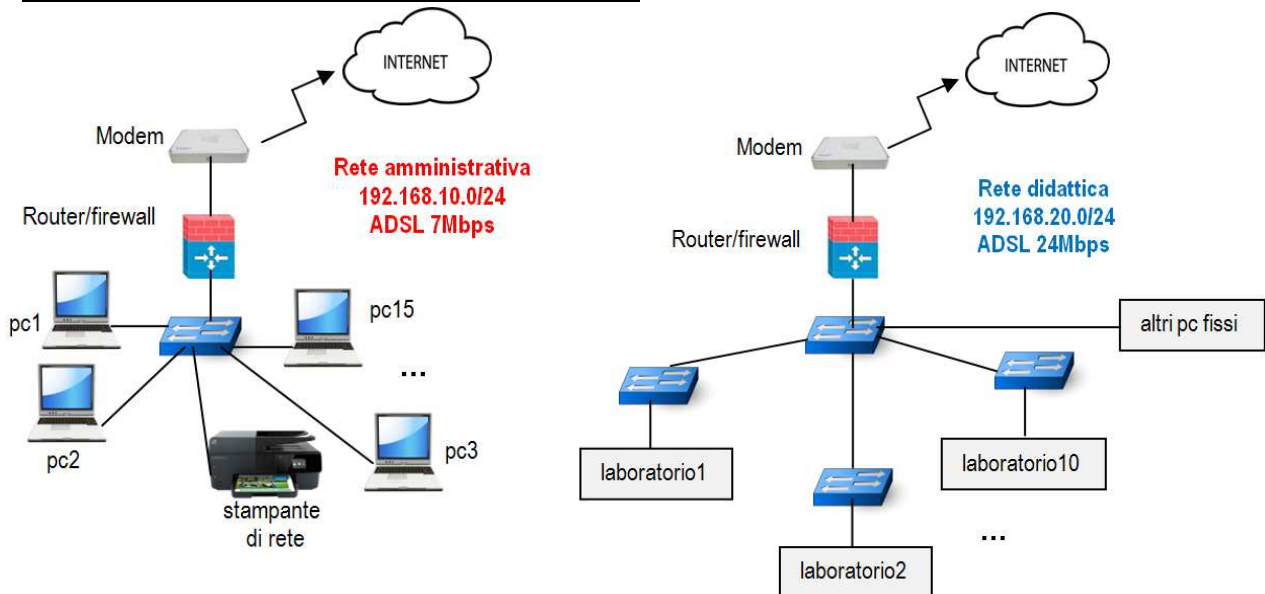 INTERNET
Modem
Rete amministrativa
192.168.10.0/24
ADSL 7Mbps
Router/firewall
pc1
pc15
...
pc2
pc3
stampante
di rete
INTERNET
Modem
Rete didattica
192.168.20.0/24
ADSL 24Mbps
Router/firewall
altri pc fissi
laboratorio1
laboratorio10
...
laboratorio2